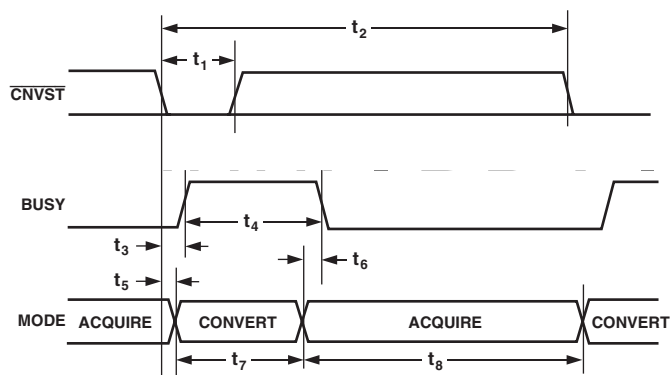 t2
t1
CNVST
BUSY
t4
t3
t6
t5
MODE ACQUIRE CONVERT ACQUIRE CONVERT
t7 t8